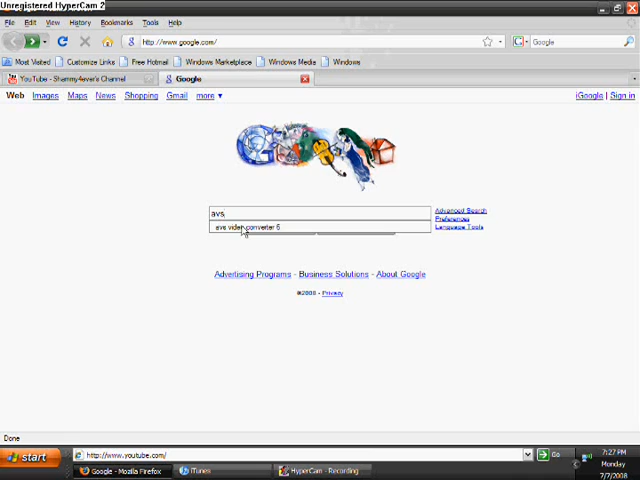 Unregistered HyperCam 2
File Edit View History Bookmarks Tools Help
http://www.google.com/
Google
Most Visited Customize Links Free Hotmail Windows Marketplace Windows Media Windows
YouTube - Shammy4ever's Channel Google
Web Images Maps News Shopping Gmail more ▼ iGoogle | Sign in
avs
Advanced Search
Preferences
Language Tools
avs video converter 6
Advertising Programs - Business Solutions - About Google
©2008 - Privacy
Done
start http://www.youtube.com/ Go
Google - Mozilla Firefox iTunes HyperCam - Recording
7:27 PM
Monday
7/7/2008